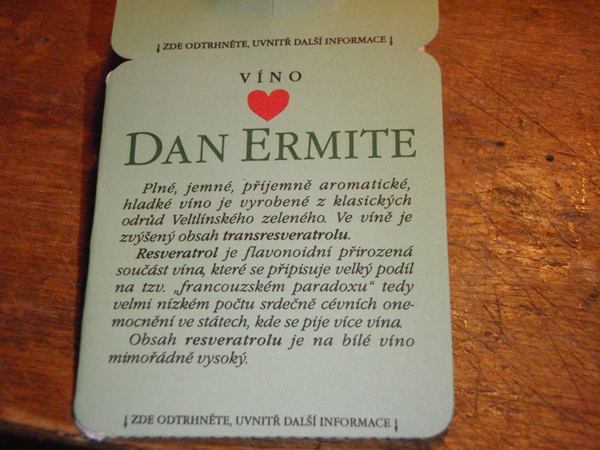 ↓ ZDE ODTRHNĚTE, UVNITŘ DALŠÍ INFORMACE ↓
VÍNO
DAN ERMITE
Plné, jemné, příjemně aromatické,
hladké víno je vyrobené z klasických
odrůd Veltlínského zeleného. Ve víně je
zvýšený obsah transresveratrolu.
Resveratrol je flavonoidní přirozená
součást vína, které se připisuje velký podíl
na tzv. „francouzském paradoxu“ tedy
velmi nízkém počtu srdečně cévních one-
mocnění ve státech, kde se pije více vína.
Obsah resveratrolu je na bílé víno
mimořádně vysoký.
↓ ZDE ODTRHNĚTE, UVNITŘ DALŠÍ INFORMACE ↓